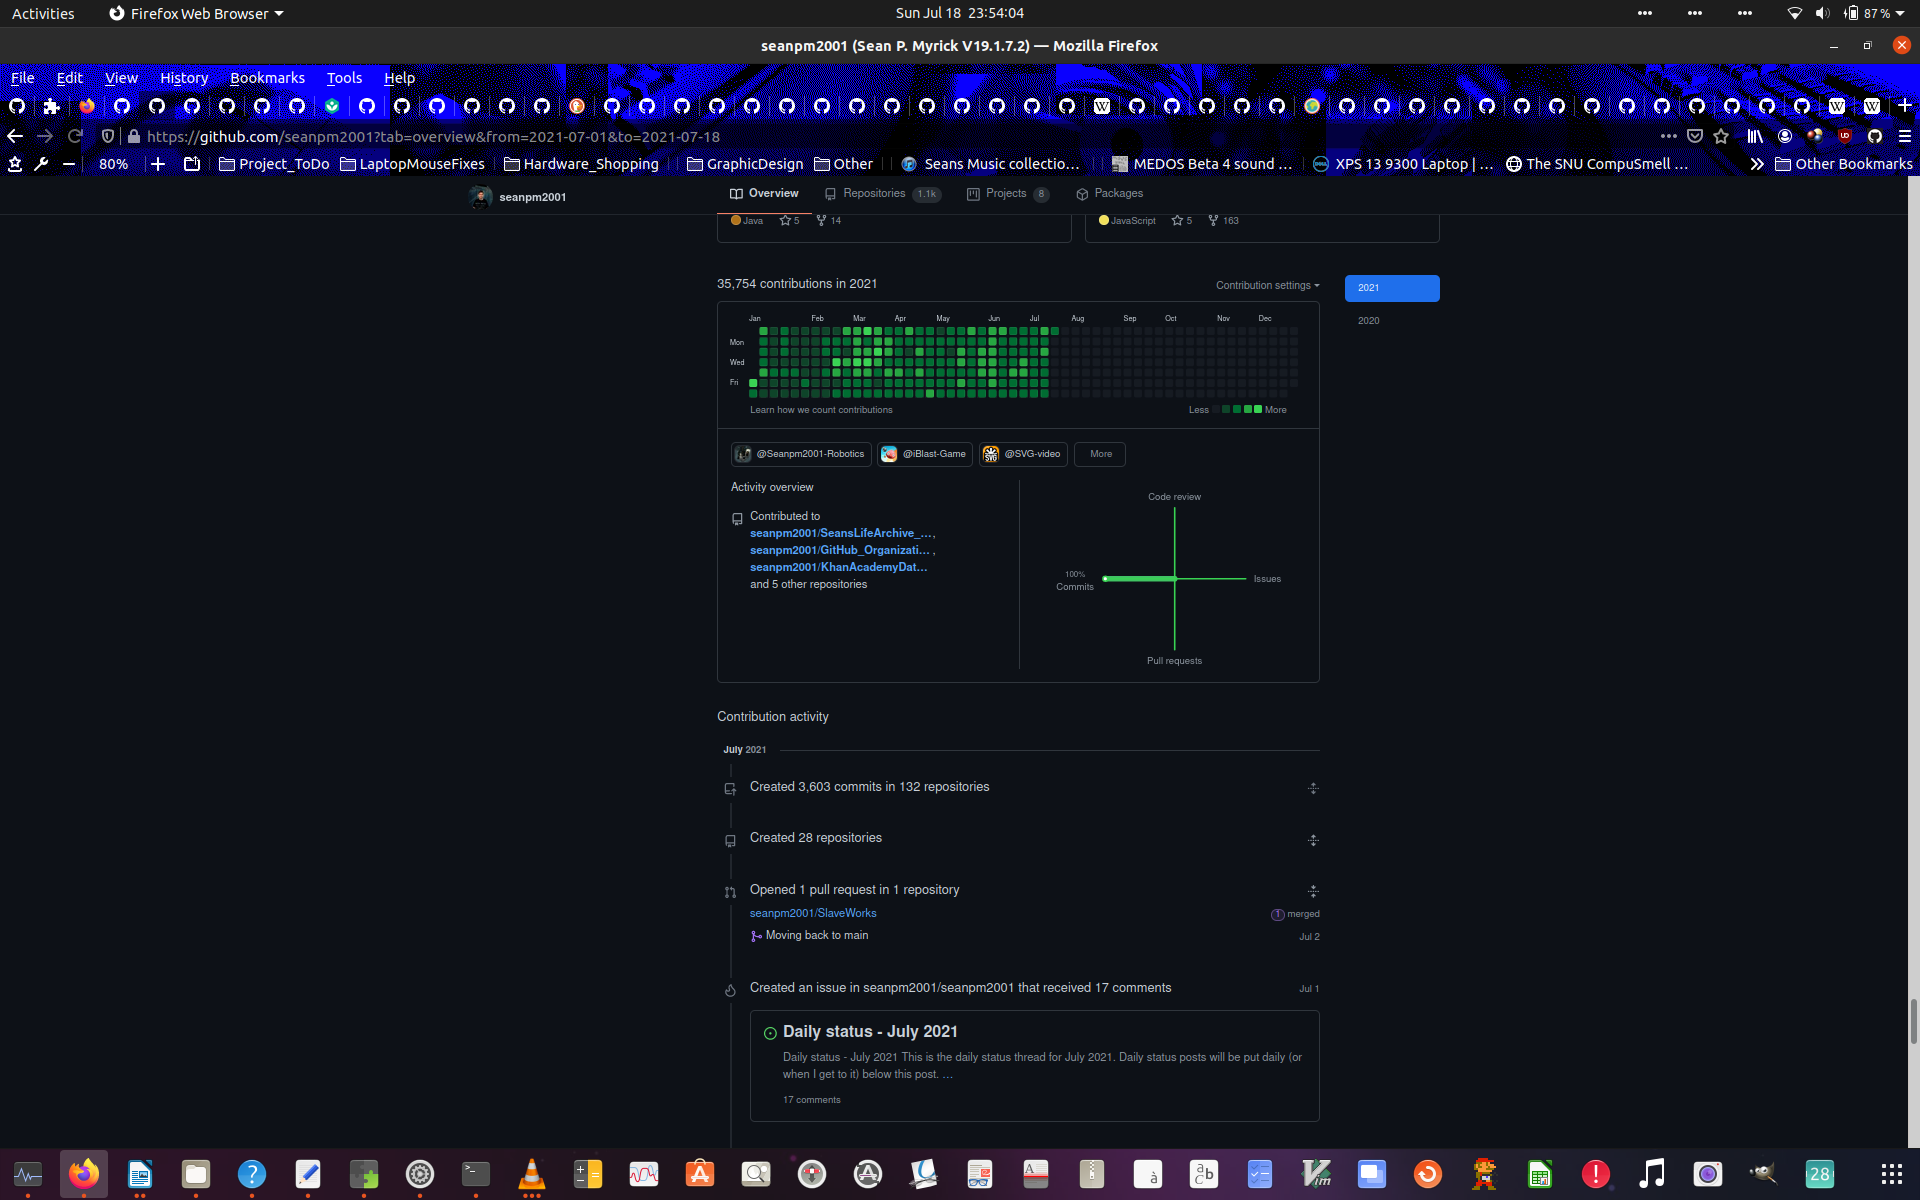 Activities
Firefox Web Browser
Sun Jul 18 23:54:04
87 %
seanpm2001 (Sean P. Myrick V19.1.7.2) — Mozilla Firefox
File Edit View History Bookmarks Tools Help
https://github.com/seanpm2001?tab=overview&from=2021-07-01&to=2021-07-18
80%
Project_ToDo
LaptopMouseFixes
Hardware_Shopping
GraphicDesign
Other
Seans Music collectio…
MEDOS Beta 4 sound …
XPS 13 9300 Laptop | …
The SNU CompuSmell …
Other Bookmarks
seanpm2001
Overview
Repositories 1.1k
Projects 8
Packages
Java 5 14
JavaScript 5 163
35,754 contributions in 2021
Contribution settings
2021
2020
Jan Feb Mar Apr May Jun Jul Aug Sep Oct Nov Dec
Mon
Wed
Fri
Learn how we count contributions
Less More
@Seanpm2001-Robotics
@iBlast-Game
@SVG-video
More
Activity overview
Contributed to
seanpm2001/SeansLifeArchive_…,
seanpm2001/GitHub_Organizati… ,
seanpm2001/KhanAcademyDat…
and 5 other repositories
Code review
100%
Commits
Issues
Pull requests
Contribution activity
July 2021
Created 3,603 commits in 132 repositories
Created 28 repositories
Opened 1 pull request in 1 repository
seanpm2001/SlaveWorks
1 merged
Moving back to main
Jul 2
Created an issue in seanpm2001/seanpm2001 that received 17 comments
Jul 1
Daily status - July 2021
Daily status - July 2021 This is the daily status thread for July 2021. Daily status posts will be put daily (or
when I get to it) below this post. …
17 comments
28